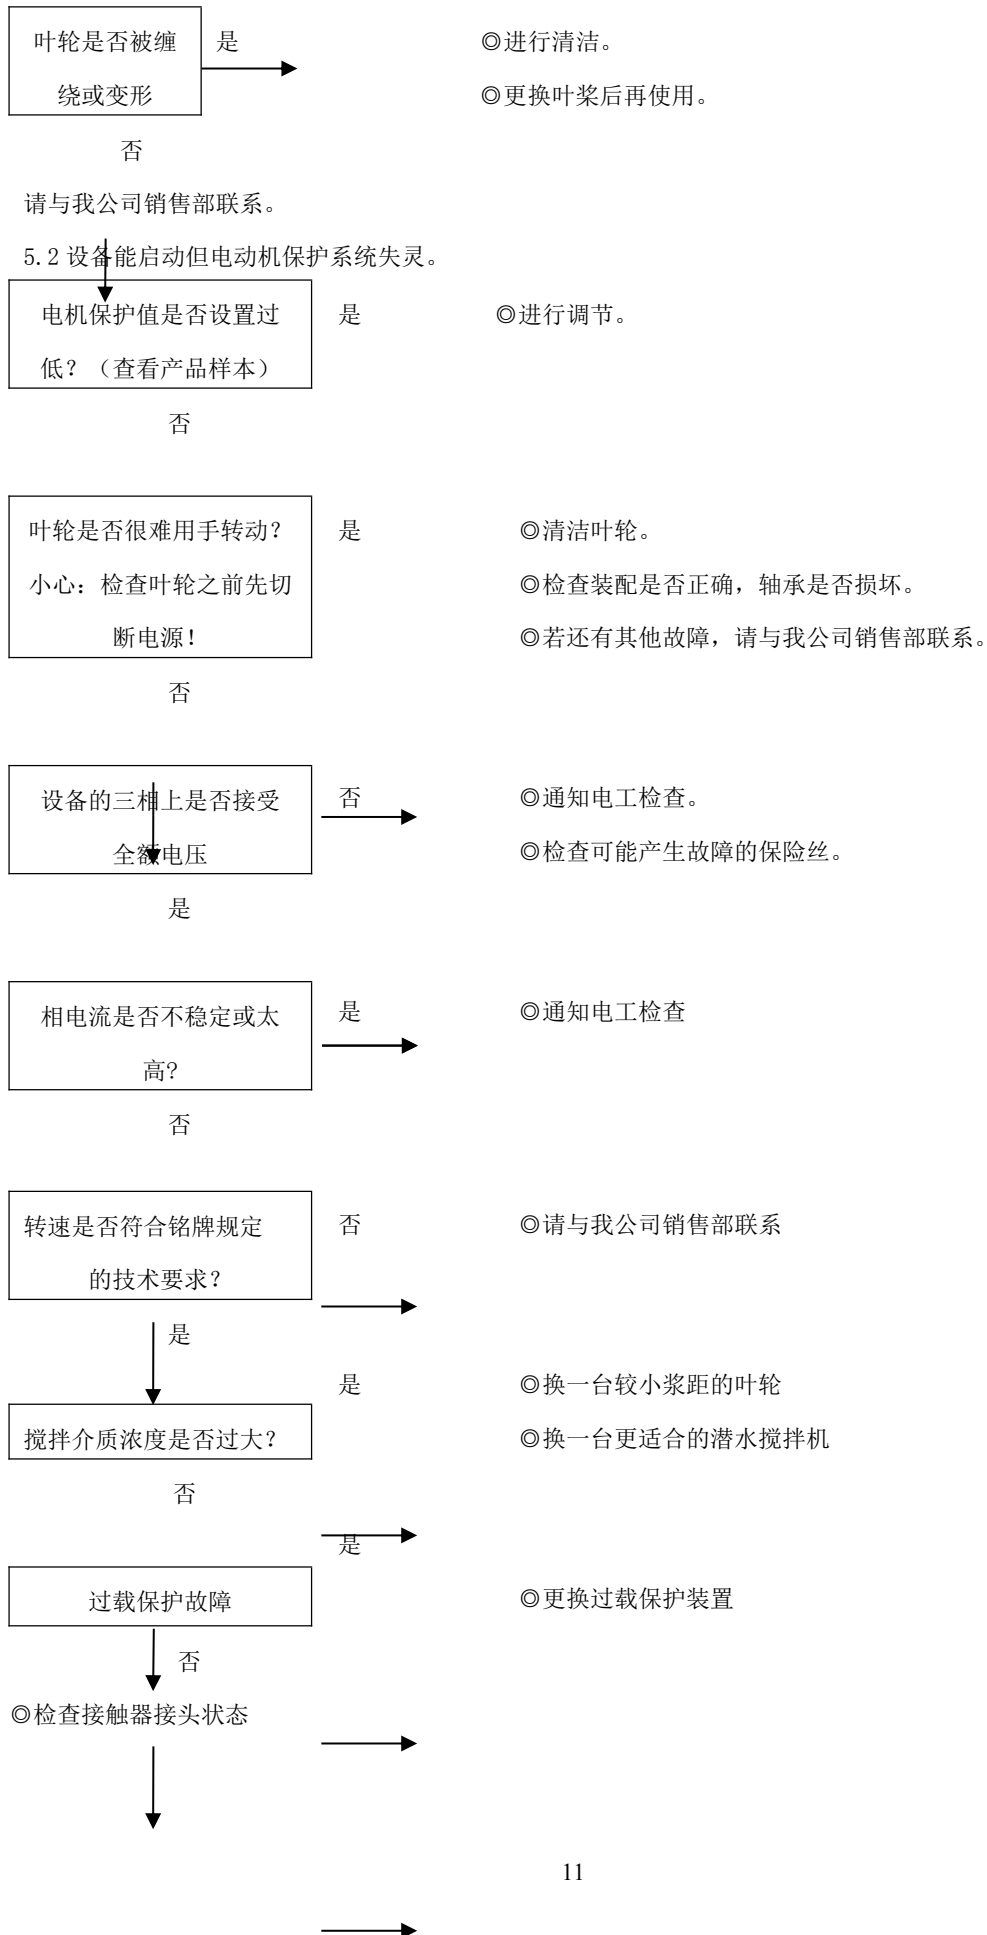 叶轮是否被缠 是 ◎进行清洁。
绕或变形 ◎更换叶桨后再使用。
否
请与我公司销售部联系。
5.2 设备能启动但电动机保护系统失灵。
电机保护值是否设置过 是 ◎进行调节。
低？（查看产品样本）
否
叶轮是否很难用手转动？ 是 ◎清洁叶轮。
小心：检查叶轮之前先切 ◎检查装配是否正确，轴承是否损坏。
断电源！ ◎若还有其他故障，请与我公司销售部联系。
否
设备的三相上是否接受 否 ◎通知电工检查。
全额电压 ◎检查可能产生故障的保险丝。
是
相电流是否不稳定或太 是 ◎通知电工检查
高?
否
转速是否符合铭牌规定 否 ◎请与我公司销售部联系
的技术要求？
是
是 ◎换一台较小浆距的叶轮
搅拌介质浓度是否过大？ ◎换一台更适合的潜水搅拌机
否
是
过载保护故障 ◎更换过载保护装置
否
◎检查接触器接头状态
11